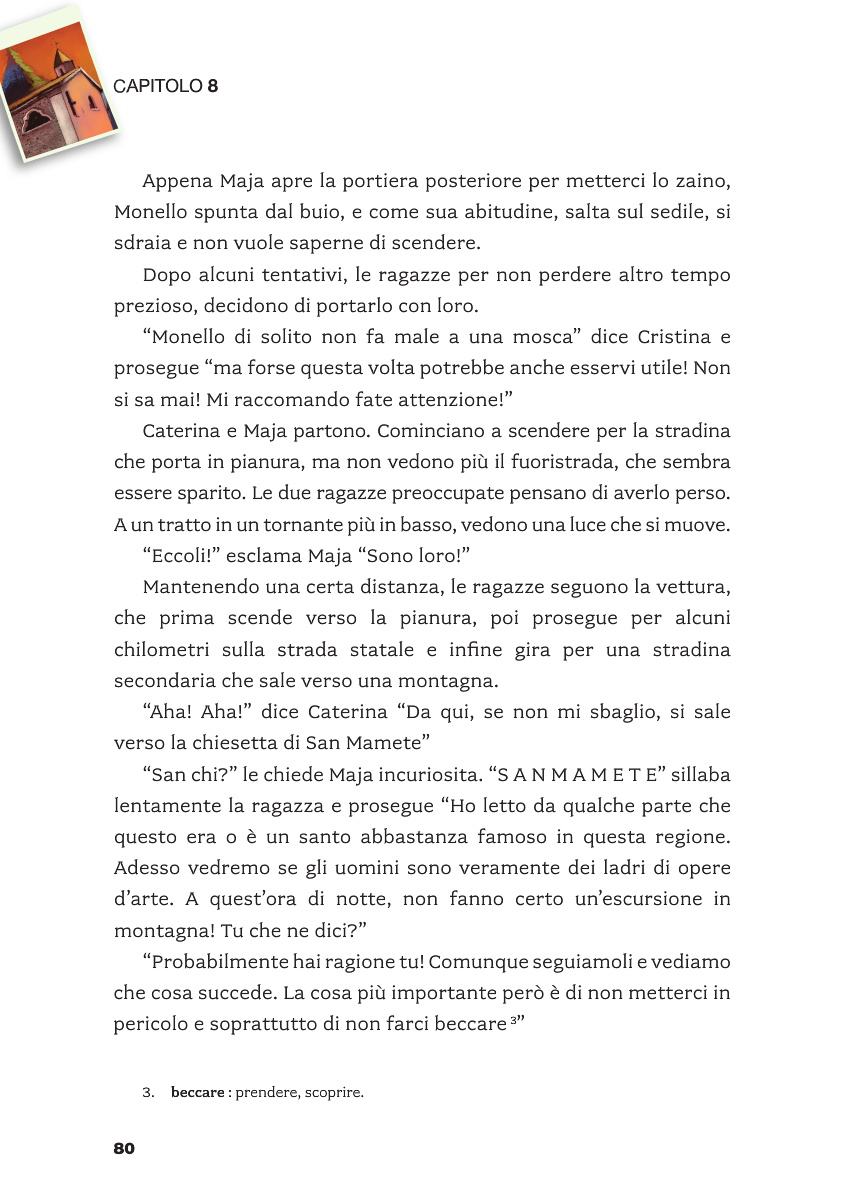 CAPITOLO 8
Appena Maja apre la portiera posteriore per metterci lo zaino,
Monello spunta dal buio, e come sua abitudine, salta sul sedile, si
sdraia e non vuole saperne di scendere.
Dopo alcuni tentativi, le ragazze per non perdere altro tempo
prezioso, decidono di portarlo con loro.
“Monello di solito non fa male a una mosca” dice Cristina e
prosegue “ma forse questa volta potrebbe anche esservi utile! Non
si sa mai! Mi raccomando fate attenzione!”
Caterina e Maja partono. Cominciano a scendere per la stradina
che porta in pianura, ma non vedono più il fuoristrada, che sembra
essere sparito. Le due ragazze preoccupate pensano di averlo perso.
A un tratto in un tornante più in basso, vedono una luce che si muove.
“Eccoli!” esclama Maja “Sono loro!”
Mantenendo una certa distanza, le ragazze seguono la vettura,
che prima scende verso la pianura, poi prosegue per alcuni
chilometri sulla strada statale e infine gira per una stradina
secondaria che sale verso una montagna.
“Aha! Aha!” dice Caterina “Da qui, se non mi sbaglio, si sale
verso la chiesetta di San Mamete”
“San chi?” le chiede Maja incuriosita. “S A N M A M E T E” sillaba
lentamente la ragazza e prosegue “Ho letto da qualche parte che
questo era o è un santo abbastanza famoso in questa regione.
Adesso vedremo se gli uomini sono veramente dei ladri di opere
d’arte. A quest’ora di notte, non fanno certo un’escursione in
montagna! Tu che ne dici?”
“Probabilmente hai ragione tu! Comunque seguiamoli e vediamo
che cosa succede. La cosa più importante però è di non metterci in
pericolo e soprattutto di non farci beccare ³”
3. beccare : prendere, scoprire.
80